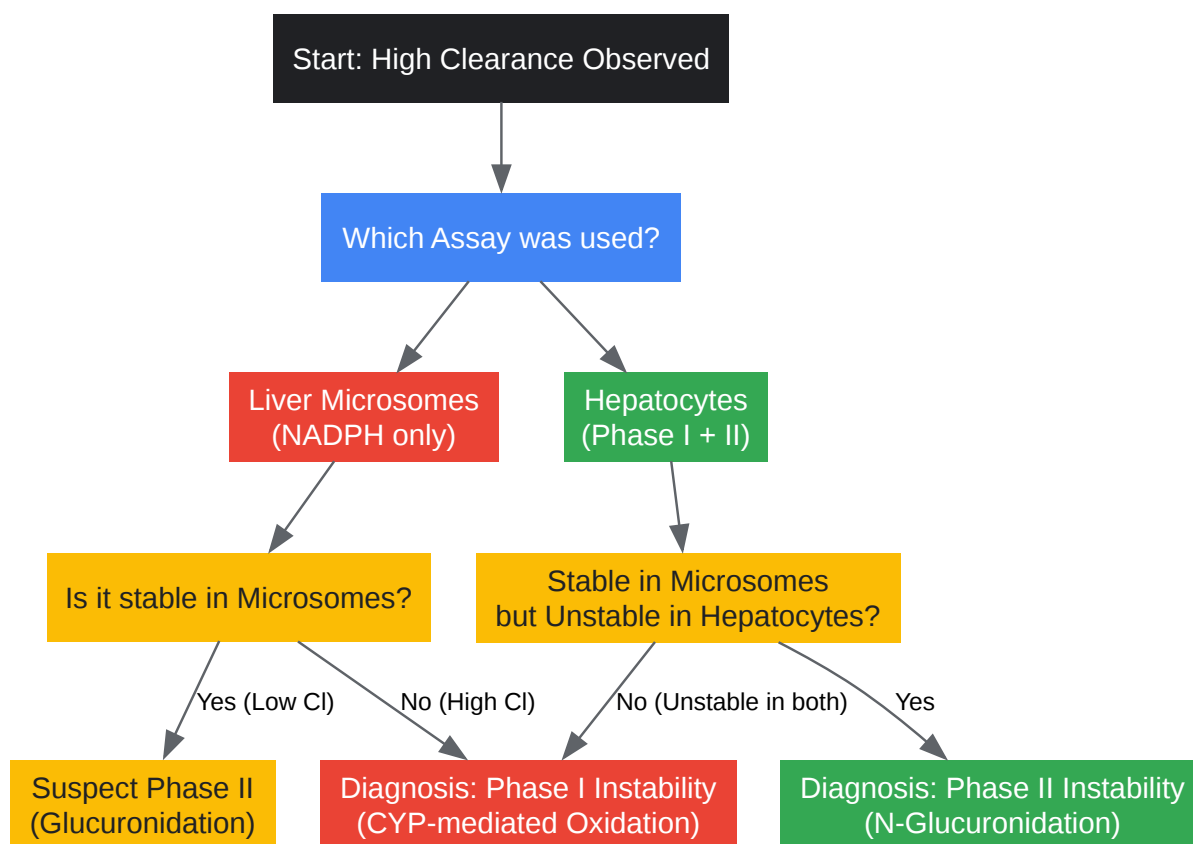 Start: High Clearance Observed
Which Assay was used?
Liver Microsomes
(NADPH only)
Hepatocytes
(Phase I + II)
Is it stable in Microsomes?
Stable in Microsomes
but Unstable in Hepatocytes?
Yes (Low Cl)
No (High Cl)
No (Unstable in both)
Yes
Suspect Phase II
(Glucuronidation)
Diagnosis: Phase I Instability
(CYP-mediated Oxidation)
Diagnosis: Phase II Instability
(N-Glucuronidation)